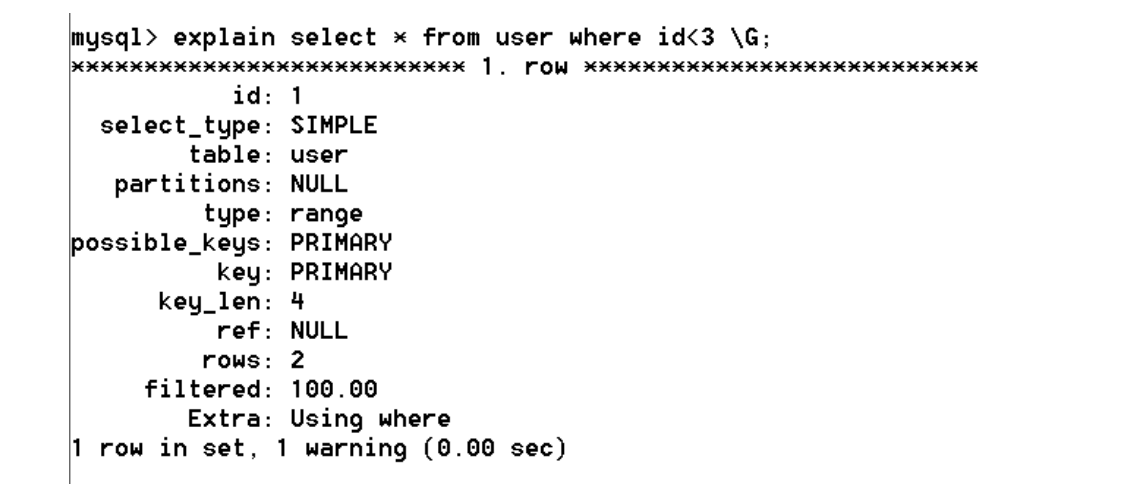 mysql> explain select * from user where id<3 \G;
*************************** 1. row ***************************
id: 1
select_type: SIMPLE
table: user
partitions: NULL
type: range
possible_keys: PRIMARY
key: PRIMARY
key_len: 4
ref: NULL
rows: 2
filtered: 100.00
Extra: Using where
1 row in set, 1 warning (0.00 sec)